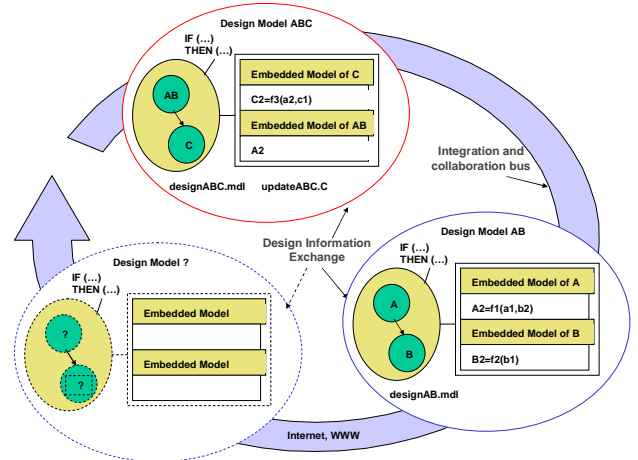 Design Model ABC
IF (...)
THEN (...)
AB
C
Embedded Model of C
C2=f3(a2,c1)
Embedded Model of AB
A2
designABC.mdl
updateABC.C
Integration and
collaboration bus
Design Information
Exchange
Design Model ?
IF (...)
THEN (...)
?
?
Embedded Model
Embedded Model
Design Model AB
IF (...)
THEN (...)
A
B
Embedded Model of A
A2=f1(a1,b2)
Embedded Model of B
B2=f2(b1)
designAB.mdl
Internet, WWW